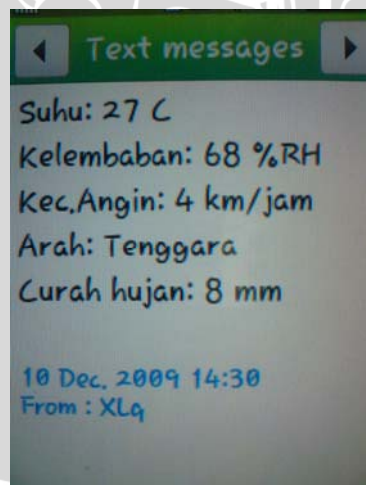 Text messages
Suhu: 27 C
Kelembaban: 68 %RH
Kec.Angin: 4 km/jam
Arah: Tenggara
Curah hujan: 8 mm
10 Dec. 2009 14:30
From : XLq